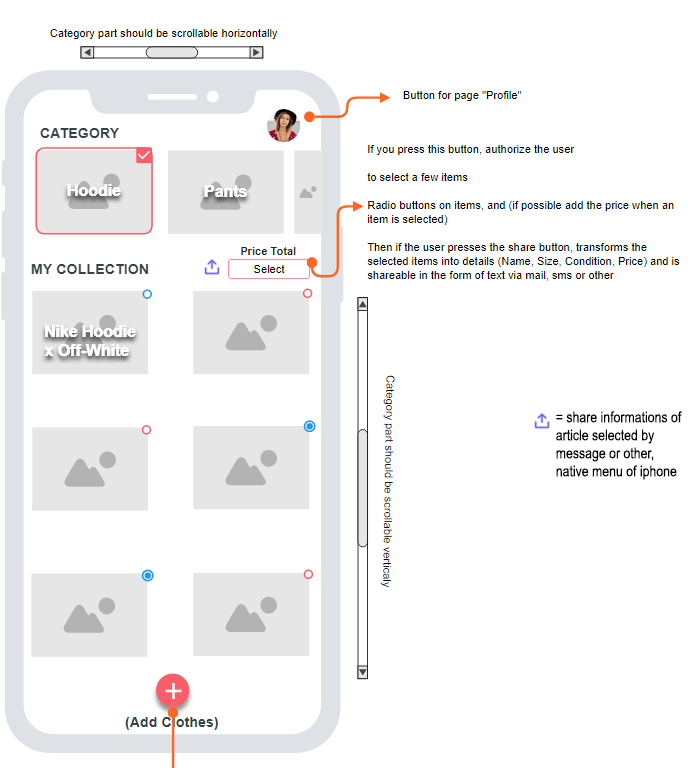 Category part should be scrollable horizontally
Button for page "Profile"
CATEGORY
If you press this button, authorize the user
to select a few items
Hoodie
Pants
Radio buttons on items, and (if possible add the price when an
item is selected)
Price Total
Then if the user presses the share button, transforms the
selected items into details (Name, Size, Condition, Price) and is
shareable in the form of text via mail, sms or other
MY COLLECTION
Select
Nike Hoodie
x Off-White
Category part should be scrollable verticaly
= share informations of
article selected by
message or other,
native menu of iphone
(Add Clothes)